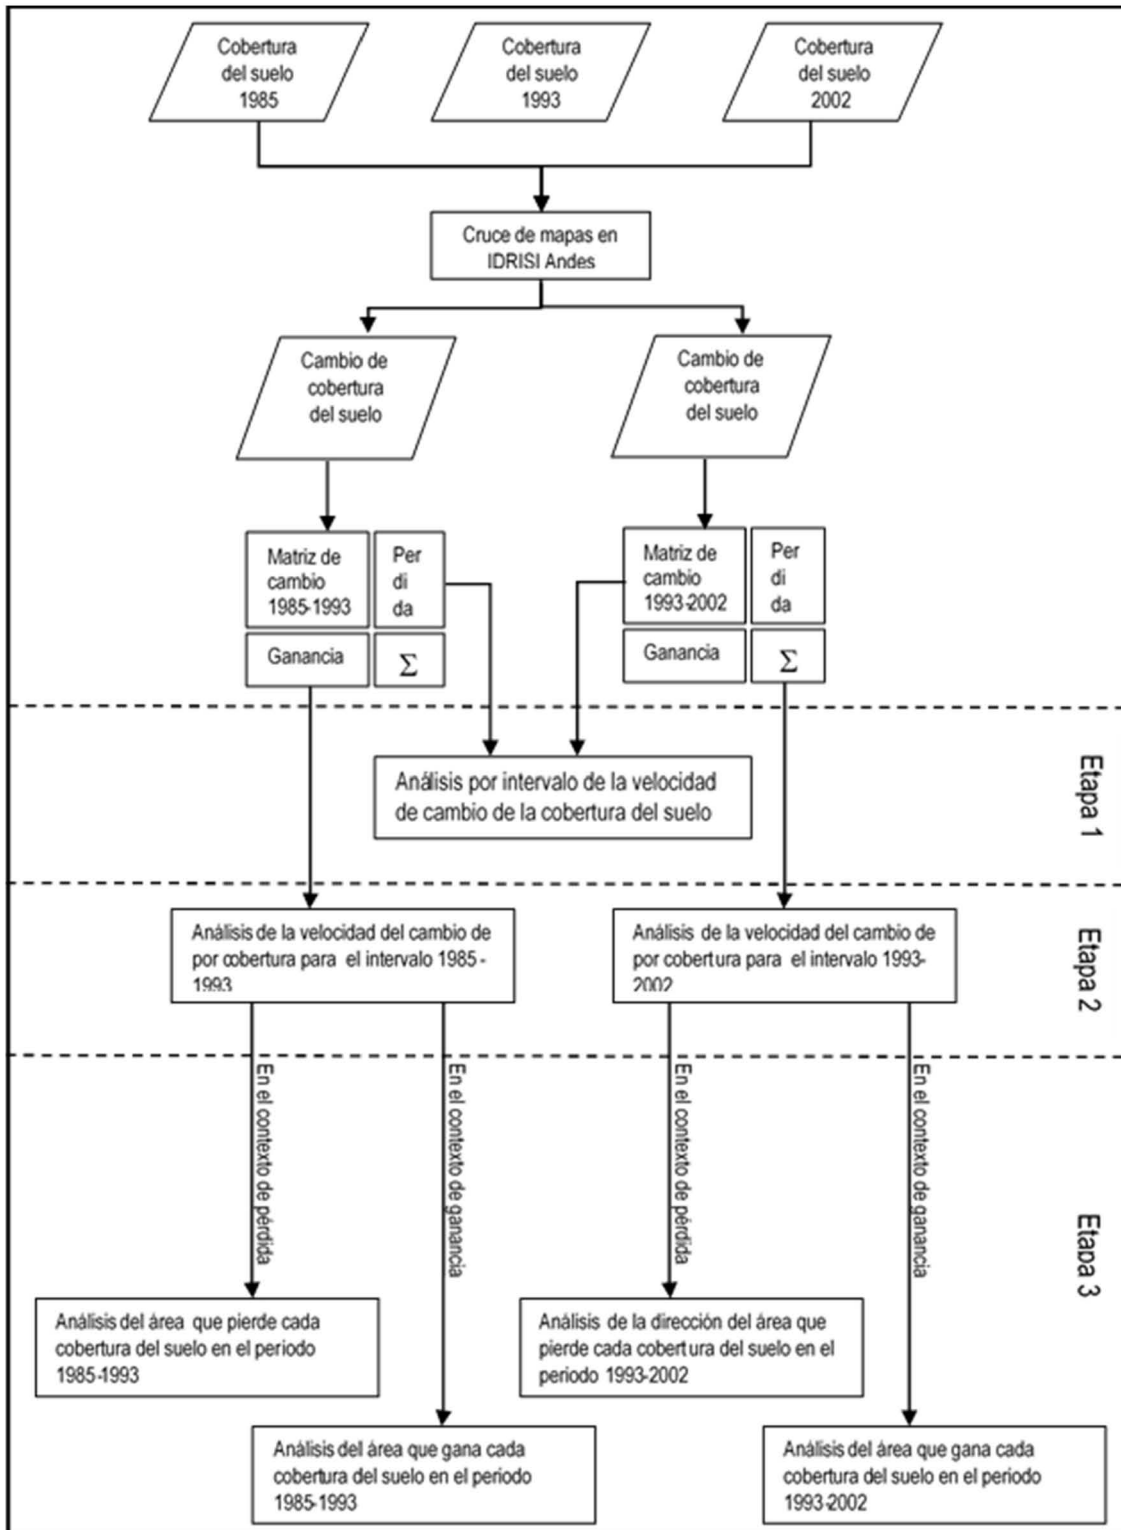 Cobertura
del suelo
1985
Cobertura
del suelo
1993
Cobertura
del suelo
2002
Cruce de mapas en
IDRISI Andes
Cambio de
cobertura
del suelo
Cambio de
cobertura
del suelo
Matriz de
cambio
1985-1993
Per
di
da
Ganancia
Σ
Matriz de
cambio
1993-2002
Per
di
da
Ganancia
Σ
Análisis por intervalo de la velocidad
de cambio de la cobertura del suelo
Etapa 1
Análisis de la velocidad del cambio de
por cobertura para el intervalo 1985-
1993
Análisis de la velocidad del cambio de
por cobertura para el intervalo 1993-
2002
Etapa 2
En el contexto de pérdida
En el contexto de ganancia
En el contexto de pérdida
En el contexto de ganancia
Etapa 3
Análisis del área que pierde cada
cobertura del suelo en el periodo
1985-1993
Análisis de la dirección del área que
pierde cada cobertura del suelo en el
periodo 1993-2002
Análisis del área que gana cada
cobertura del suelo en el periodo
1985-1993
Análisis del área que gana cada
cobertura del suelo en el periodo
1993-2002